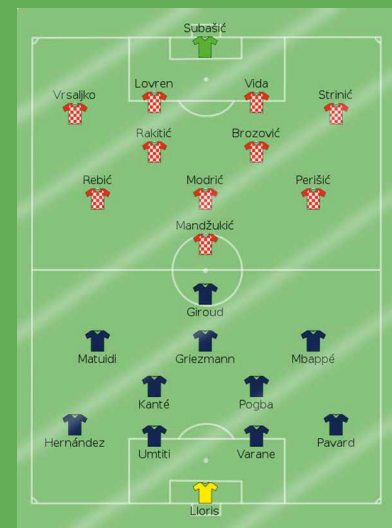 Subašić
Lovren Vida
Vrsaljko Strinić
Rakitić Brozović
Rebić Modrić Perišić
Mandžukić
Giroud
Matuidi Griezmann Mbappé
Kanté Pogba
Hernández Pavard
Umtiti Varane
Lloris